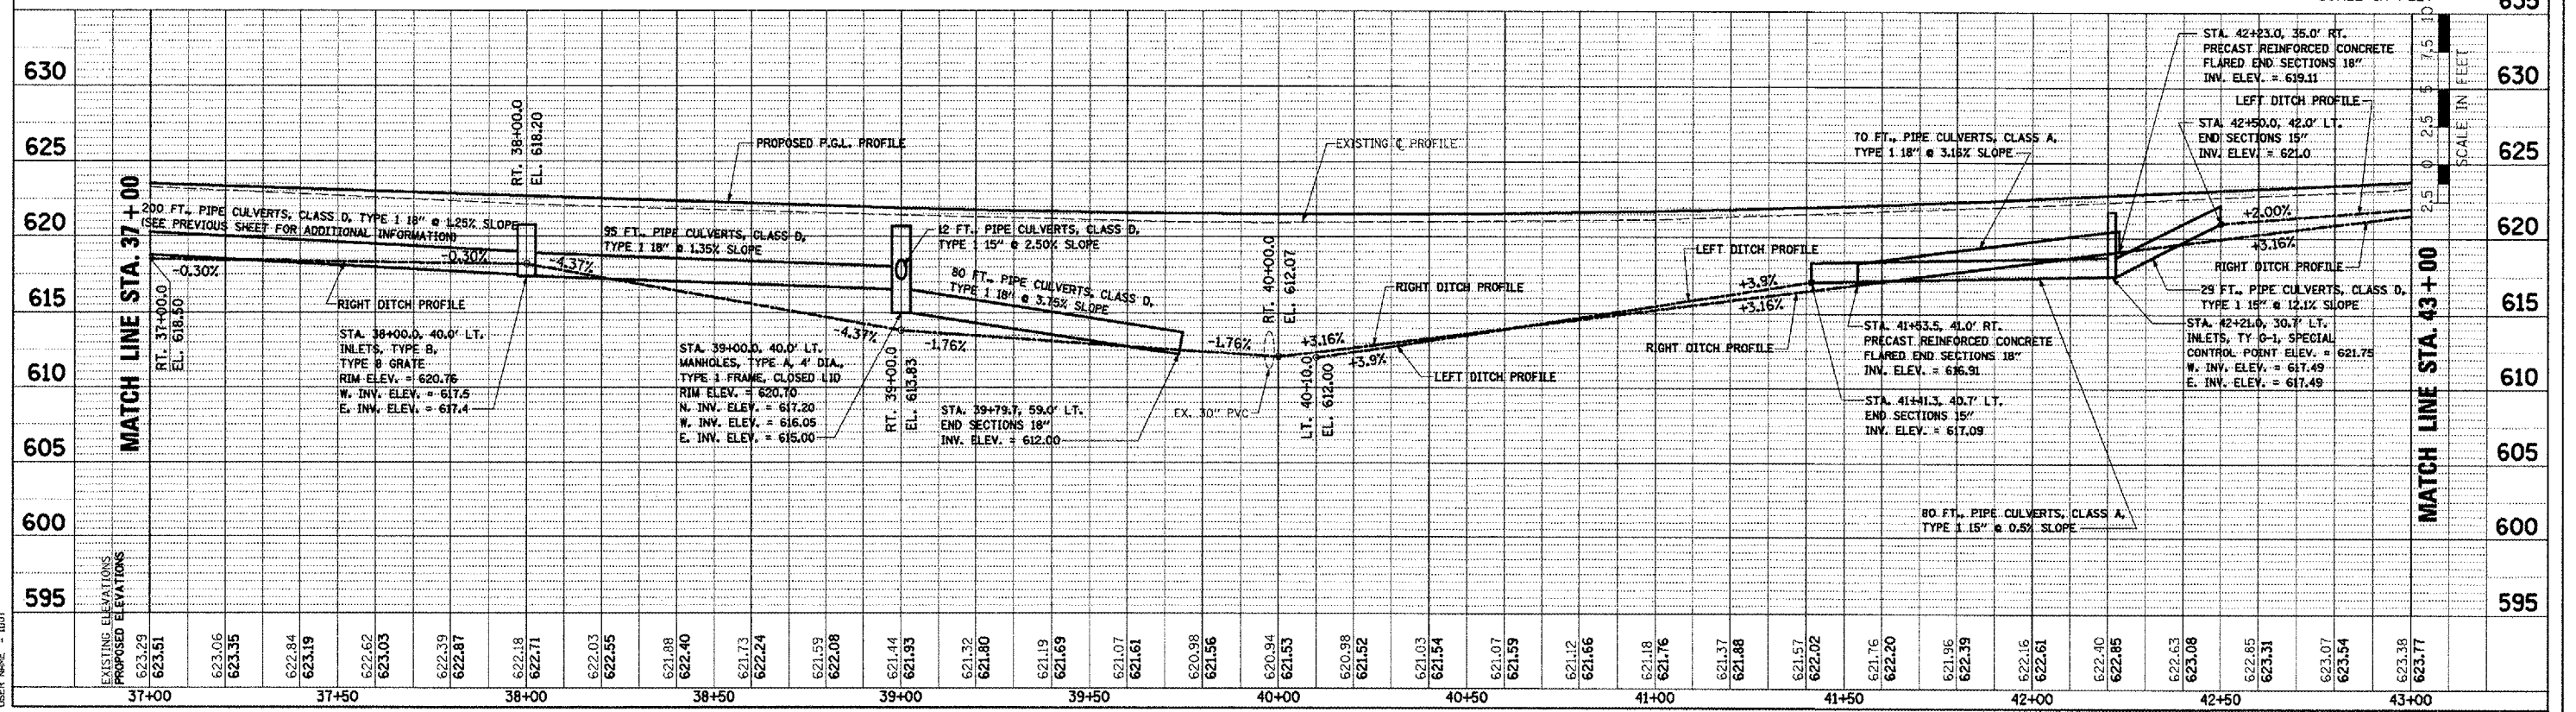 630
625
620
615
610
605
600
595
MATCH LINE STA. 37+00
200 FT., PIPE CULVERTS, CLASS D, TYPE 1 18" @ 1.25% SLOPE
(SEE PREVIOUS SHEET FOR ADDITIONAL INFORMATION)
-0.30%
RT. 37+00.0
EL. 618.50
RIGHT DITCH PROFILE
STA. 38+00.0, 40.0' LT.
INLETS, TYPE B,
TYPE 8 GRATE
RIM ELEV. = 620.76
W. INV. ELEV. = 617.5
E. INV. ELEV. = 617.4
-0.30%
RT. 38+00.0
EL. 618.20
-4.37%
95 FT., PIPE CULVERTS, CLASS D,
TYPE 1 18" @ 1.35% SLOPE
PROPOSED P.G.L. PROFILE
STA. 39+00.0, 40.0' LT.
MANHOLES, TYPE A, 4' DIA.,
TYPE 1 FRAME, CLOSED LID
RIM ELEV. = 620.70
N. INV. ELEV. = 617.20
W. INV. ELEV. = 616.05
E. INV. ELEV. = 615.00
-4.37%
RT. 39+00.0
EL. 613.83
-1.76%
12 FT., PIPE CULVERTS, CLASS D,
TYPE 1 15" @ 2.50% SLOPE
80 FT., PIPE CULVERTS, CLASS D,
TYPE 1 18" @ 3.75% SLOPE
STA. 39+79.7, 59.0' LT.
END SECTIONS 18"
INV. ELEV. = 612.00
-1.76%
EX. 30" PVC
RT. 40+00.0
EL. 612.07
LT. 40+10.0
EL. 612.00
EXISTING ℄ PROFILE
+3.16%
+3.9%
RIGHT DITCH PROFILE
LEFT DITCH PROFILE
LEFT DITCH PROFILE
+3.9%
+3.16%
RIGHT DITCH PROFILE
70 FT., PIPE CULVERTS, CLASS A,
TYPE 1 18" @ 3.16% SLOPE
STA. 41+53.5, 41.0' RT.
PRECAST REINFORCED CONCRETE
FLARED END SECTIONS 18"
INV. ELEV. = 616.91
STA. 41+41.3, 40.7' LT.
END SECTIONS 15"
INV. ELEV. = 617.09
80 FT., PIPE CULVERTS, CLASS A,
TYPE 1 15" @ 0.5% SLOPE
STA. 42+23.0, 35.0' RT.
PRECAST REINFORCED CONCRETE
FLARED END SECTIONS 18"
INV. ELEV. = 619.11
LEFT DITCH PROFILE
STA. 42+50.0, 42.0' LT.
END SECTIONS 15"
INV. ELEV. = 621.0
+2.00%
+3.16%
RIGHT DITCH PROFILE
29 FT., PIPE CULVERTS, CLASS D,
TYPE 1 15" @ 12.1% SLOPE
STA. 42+21.0, 30.7' LT.
INLETS, TY G-1, SPECIAL
CONTROL POINT ELEV. = 621.75
W. INV. ELEV. = 617.49
E. INV. ELEV. = 617.49
MATCH LINE STA. 43+00
10
7.5
5
2.5
0
2.5
SCALE IN FEET
635
630
625
620
615
610
605
600
595
EXISTING ELEVATIONS
PROPOSED ELEVATIONS
623.29
623.51
623.06
623.35
622.84
623.19
622.62
623.03
622.39
622.87
622.18
622.71
622.03
622.55
621.88
622.40
621.73
622.24
621.59
622.08
621.44
621.93
621.32
621.80
621.19
621.69
621.07
621.61
620.98
621.56
620.94
621.53
620.98
621.52
621.03
621.54
621.07
621.59
621.12
621.66
621.18
621.76
621.37
621.88
621.57
622.02
621.76
622.20
621.96
622.39
622.16
622.61
622.40
622.85
622.63
623.08
622.85
623.31
623.07
623.54
623.38
623.77
37+00
37+50
38+00
38+50
39+00
39+50
40+00
40+50
41+00
41+50
42+00
42+50
43+00